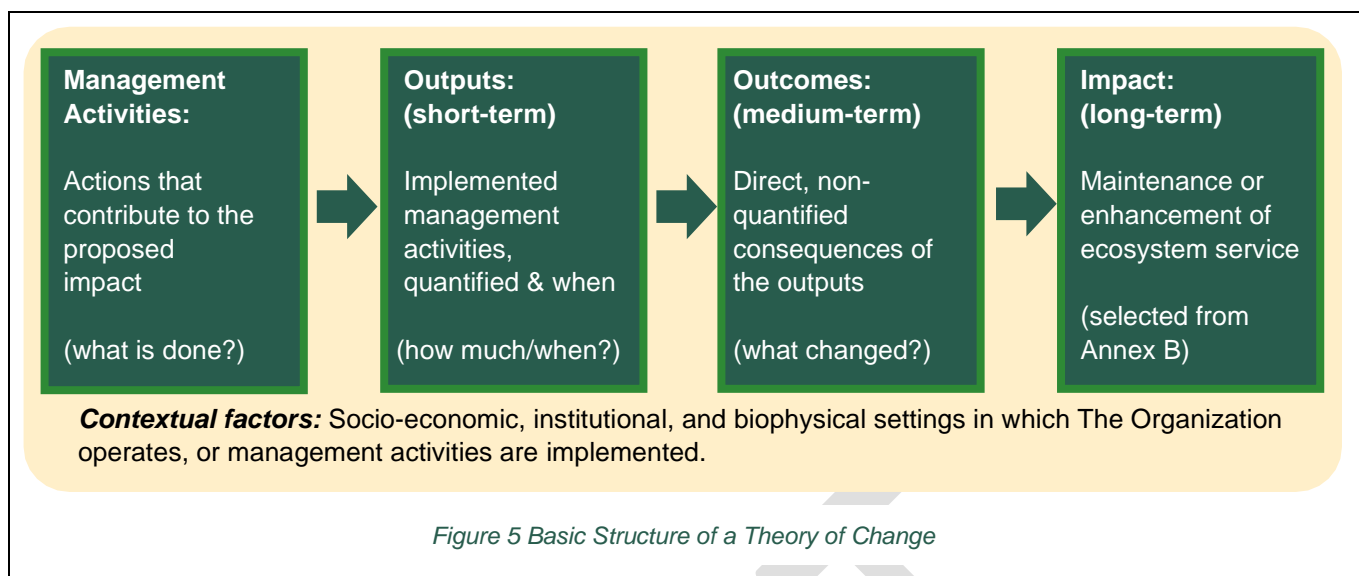 Management
Activities:
Actions that
contribute to the
proposed
impact
(what is done?)
Outputs:
(short-term)
Implemented
management
activities,
quantified & when
(how much/when?)
Outcomes:
(medium-term)
Direct, non-
quantified
consequences of
the outputs
(what changed?)
Impact:
(long-term)
Maintenance or
enhancement of
ecosystem service
(selected from
Annex B)
Contextual factors: Socio-economic, institutional, and biophysical settings in which The Organization
operates, or management activities are implemented.
Figure 5 Basic Structure of a Theory of Change